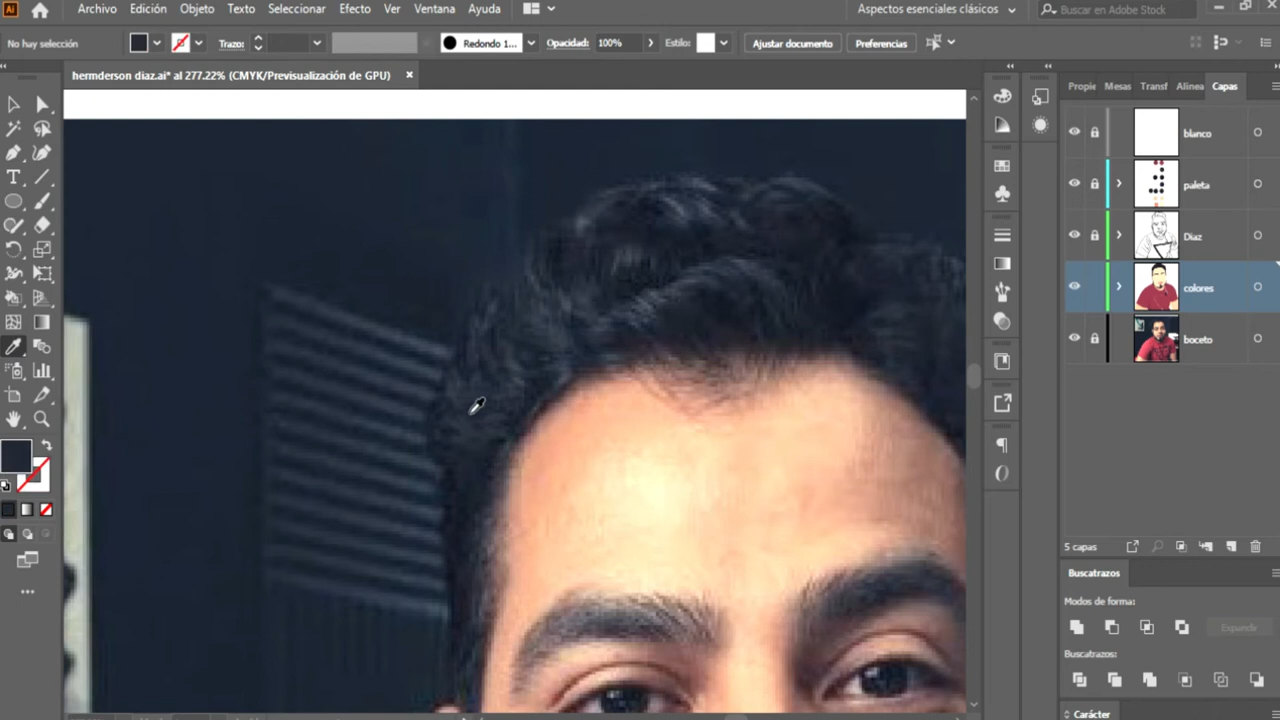 Ai Archivo Edición Objeto Texto Seleccionar Efecto Ver Ventana Ayuda Aspectos esenciales clásicos Buscar en Adobe Stock
No hay selección Trazo: Redondo 1... Opacidad: 100% Estilo: Ajustar documento Preferencias
hermderson diaz.ai* al 277.22% (CMYK/Previsualización de GPU) ×
Propie Mesas Transf Alinea Capas
blanco
paleta
Diaz
colores
boceto
5 capas
Buscatrazos
Modos de forma:
Expandir
Buscatrazos:
Carácter